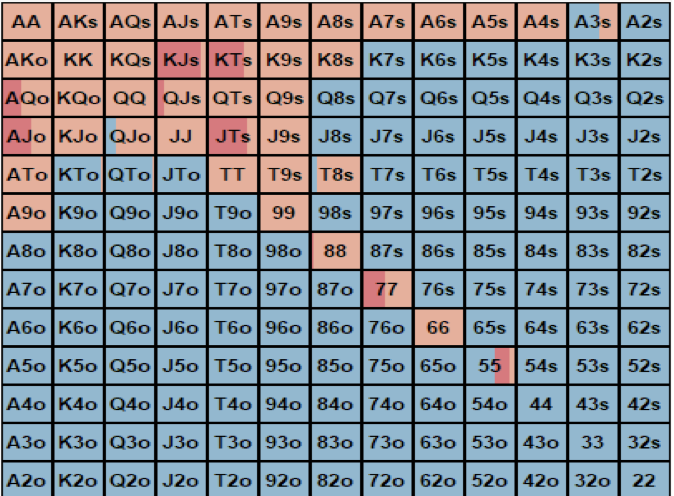 AA AKs AQs AJs ATs A9s A8s A7s A6s A5s A4s A3s A2s
AKo KK KQs KJs KTs K9s K8s K7s K6s K5s K4s K3s K2s
AQo KQo QQ QJs QTs Q9s Q8s Q7s Q6s Q5s Q4s Q3s Q2s
AJo KJo QJo JJ JTs J9s J8s J7s J6s J5s J4s J3s J2s
ATo KTo QTo JTo TT T9s T8s T7s T6s T5s T4s T3s T2s
A9o K9o Q9o J9o T9o 99 98s 97s 96s 95s 94s 93s 92s
A8o K8o Q8o J8o T8o 98o 88 87s 86s 85s 84s 83s 82s
A7o K7o Q7o J7o T7o 97o 87o 77 76s 75s 74s 73s 72s
A6o K6o Q6o J6o T6o 96o 86o 76o 66 65s 64s 63s 62s
A5o K5o Q5o J5o T5o 95o 85o 75o 65o 55 54s 53s 52s
A4o K4o Q4o J4o T4o 94o 84o 74o 64o 54o 44 43s 42s
A3o K3o Q3o J3o T3o 93o 83o 73o 63o 53o 43o 33 32s
A2o K2o Q2o J2o T2o 92o 82o 72o 62o 52o 42o 32o 22